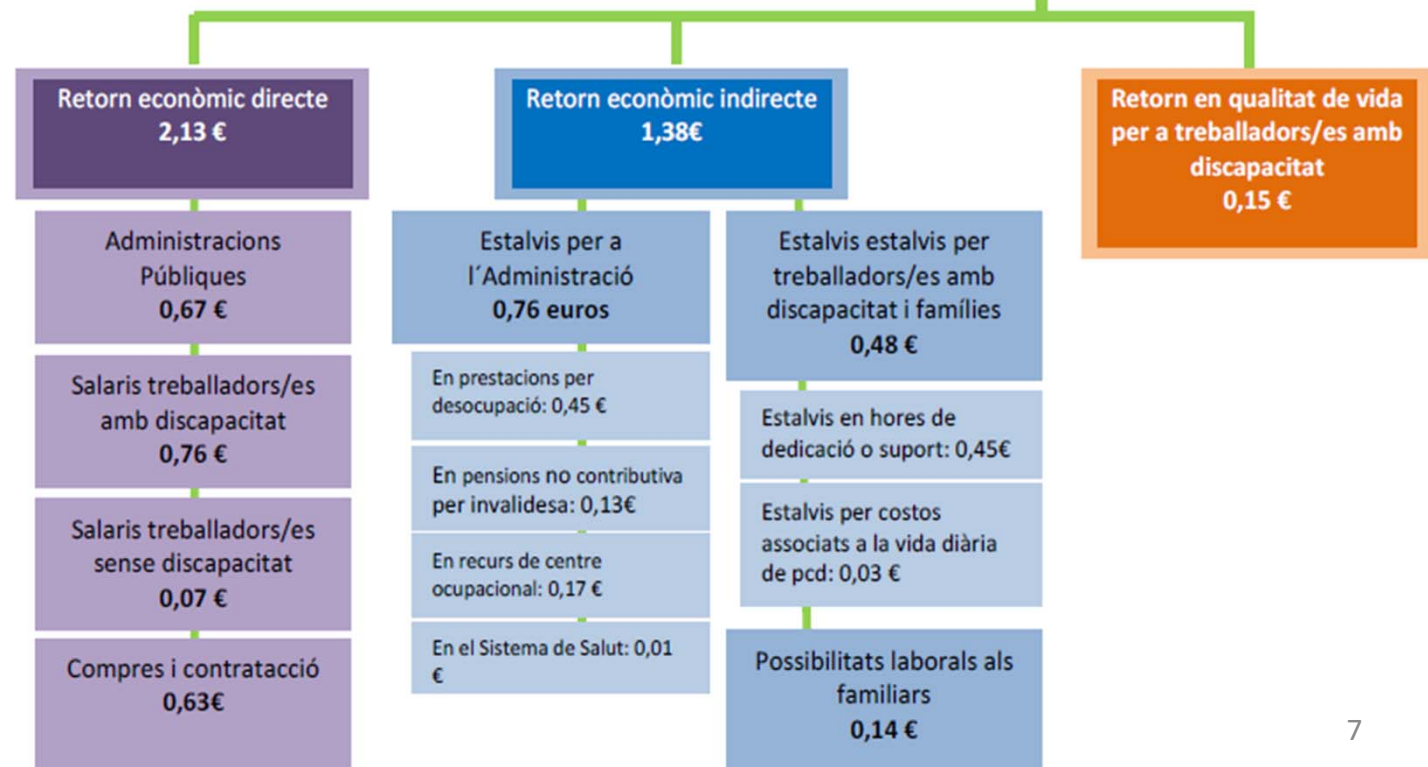 Retorn econòmic directe
2,13 €
Administracions
Públiques
0,67 €
Salaris treballadors/es
amb discapacitat
0,76 €
Salaris treballadors/es
sense discapacitat
0,07 €
Compres i contratacció
0,63€
Retorn econòmic indirecte
1,38€
Estalvis per a
l´Administració
0,76 euros
En prestacions per
desocupació: 0,45 €
En pensions no contributiva
per invalidesa: 0,13€
En recurs de centre
ocupacional: 0,17 €
En el Sistema de Salut: 0,01
€
Estalvis estalvis per
treballadors/es amb
discapacitat i famílies
0,48 €
Estalvis en hores de
dedicació o suport: 0,45€
Estalvis per costos
associats a la vida diària
de pcd: 0,03 €
Possibilitats laborals als
familiars
0,14 €
Retorn en qualitat de vida
per a treballadors/es amb
discapacitat
0,15 €
7